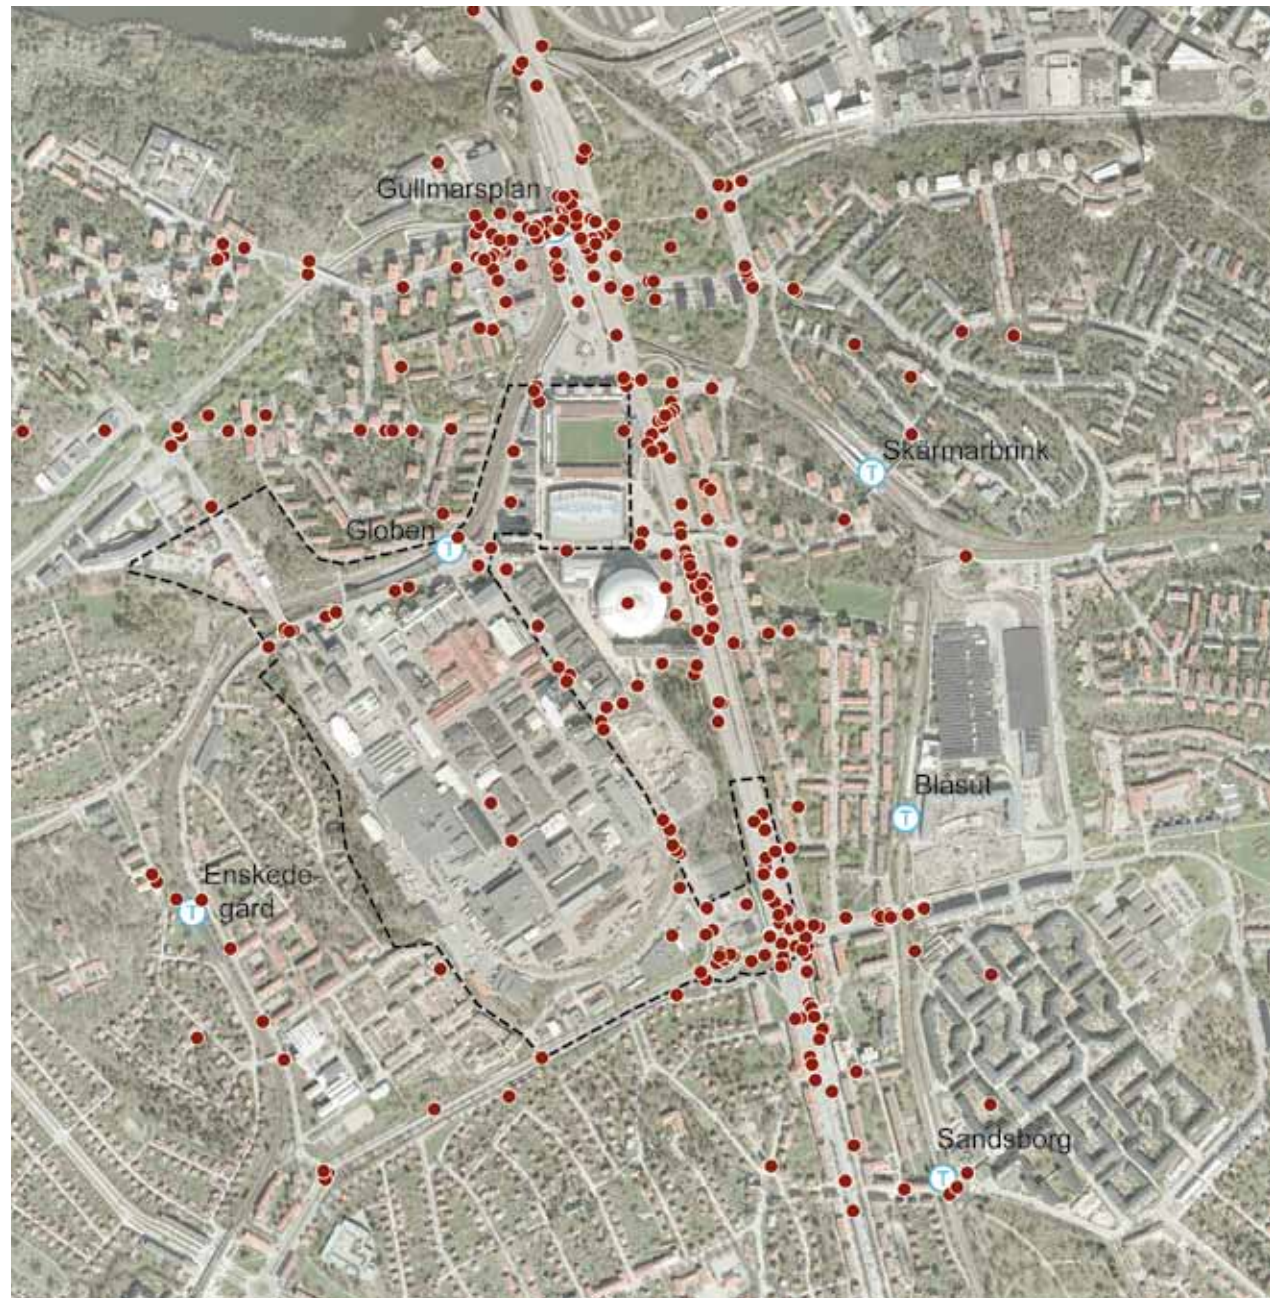 Gullmarsplan
Skärmarbrink
T
Globen
T
Blåsut
T
Enskede-
gård
T
Sandsborg
T